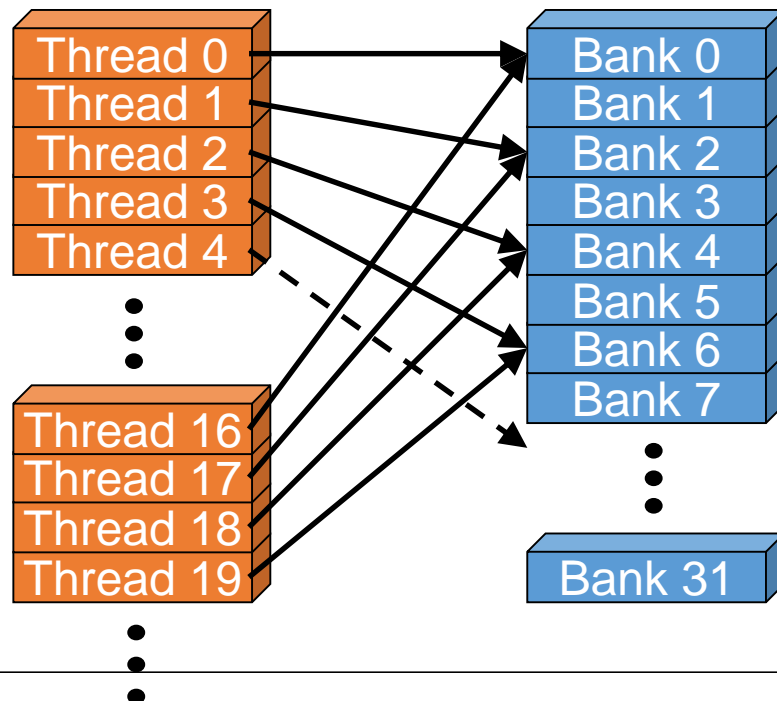 Thread 0
Thread 1
Thread 2
Thread 3
Thread 4
Thread 16
Thread 17
Thread 18
Thread 19
Bank 0
Bank 1
Bank 2
Bank 3
Bank 4
Bank 5
Bank 6
Bank 7
Bank 31